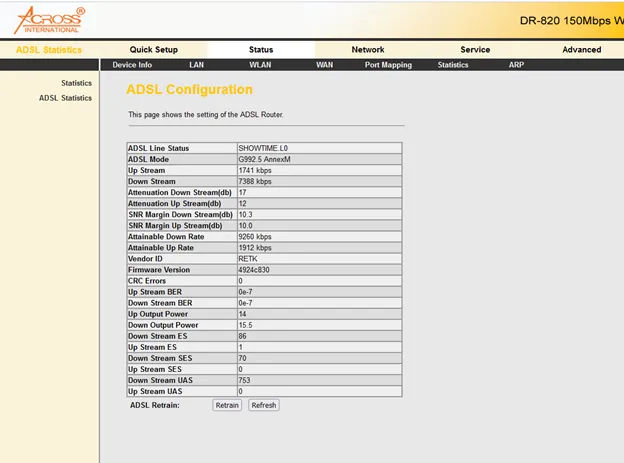 ACROSS®
INTERNATIONAL
DR-820 150Mbps W
ADSL Statistics
Quick Setup Status Network Service Advanced
Device Info LAN WLAN WAN Port Mapping Statistics ARP
Statistics
ADSL Statistics
ADSL Configuration
This page shows the setting of the ADSL Router.
ADSL Line Status SHOWTIME.L0
ADSL Mode G992.5 AnnexM
Up Stream 1741 kbps
Down Stream 7388 kbps
Attenuation Down Stream(db) 17
Attenuation Up Stream(db) 12
SNR Margin Down Stream(db) 10.3
SNR Margin Up Stream(db) 10.0
Attainable Down Rate 9260 kbps
Attainable Up Rate 1912 kbps
Vendor ID RETK
Firmware Version 4924c830
CRC Errors 0
Up Stream BER 0e-7
Down Stream BER 0e-7
Up Output Power 14
Down Output Power 15.5
Down Stream ES 86
Up Stream ES 1
Down Stream SES 70
Up Stream SES 0
Down Stream UAS 753
Up Stream UAS 0
ADSL Retrain: Retrain Refresh